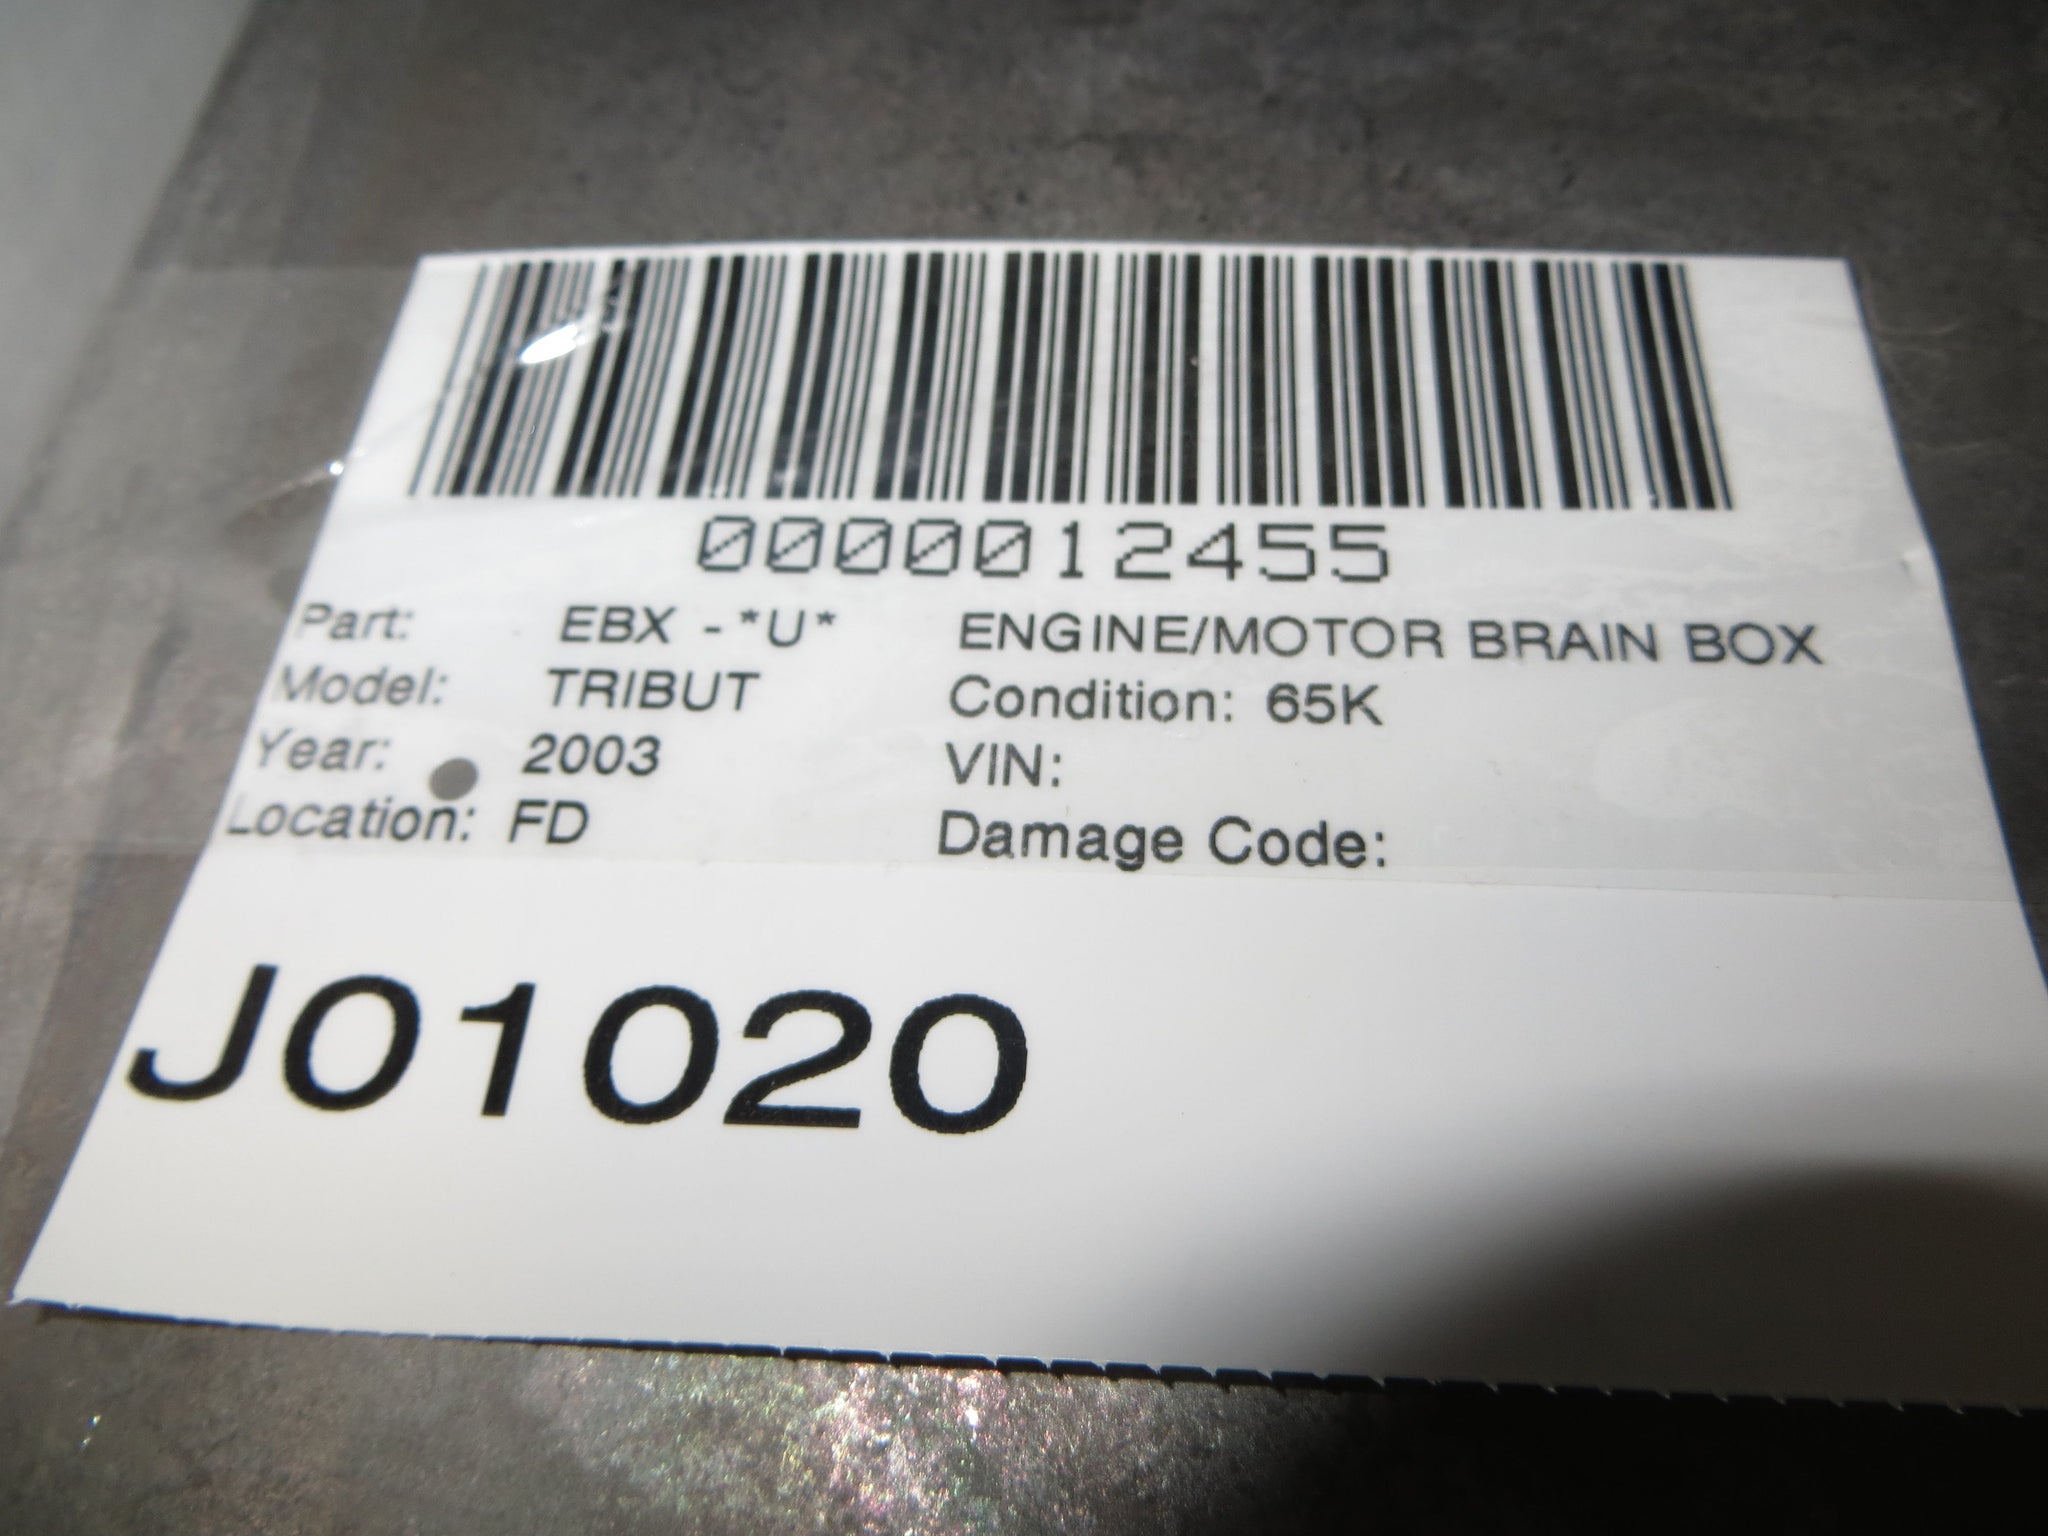 0000012455
Part: EBX - *U* ENGINE/MOTOR BRAIN BOX
Model: TRIBUT Condition: 65K
Year: 2003 VIN:
Location: FD Damage Code:
J01020